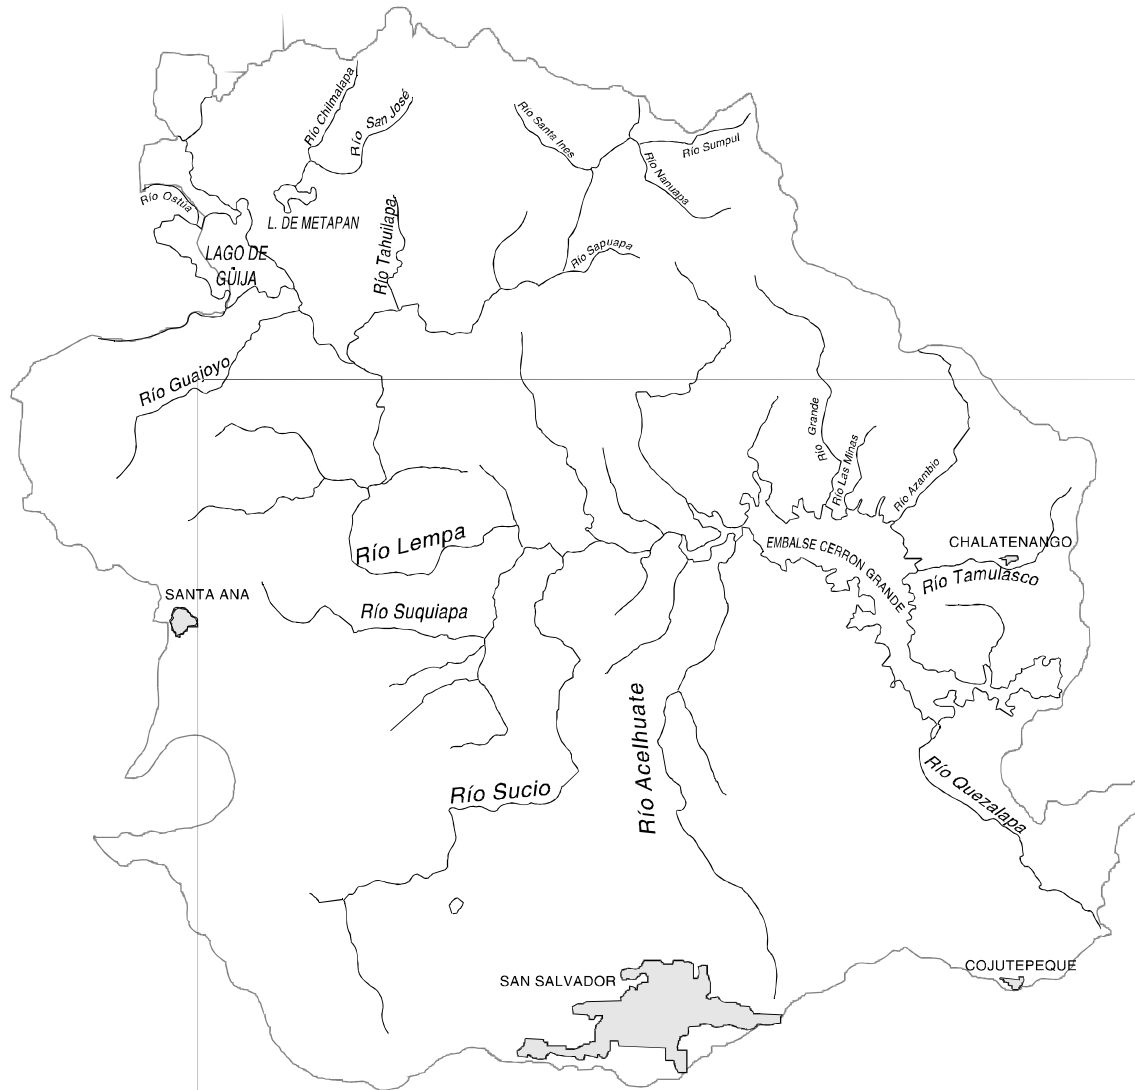 Río Chilmalapa
Río San José
Río Santa Ines
Río Sumpul
Río Nanuapa
Río Ostúa
L. DE METAPAN
Río Tahuilapa
Río Sapuapa
LAGO DE
GÜIJA
Río Guajoyo
Río Grande
Río Las Minas
Río Azambio
Río Lempa
EMBALSE CERRON GRANDE
CHALATENANGO
Río Tamulasco
SANTA ANA
Río Suquiapa
Río Acelhuate
Río Sucio
Río Quezalapa
SAN SALVADOR
COJUTEPEQUE